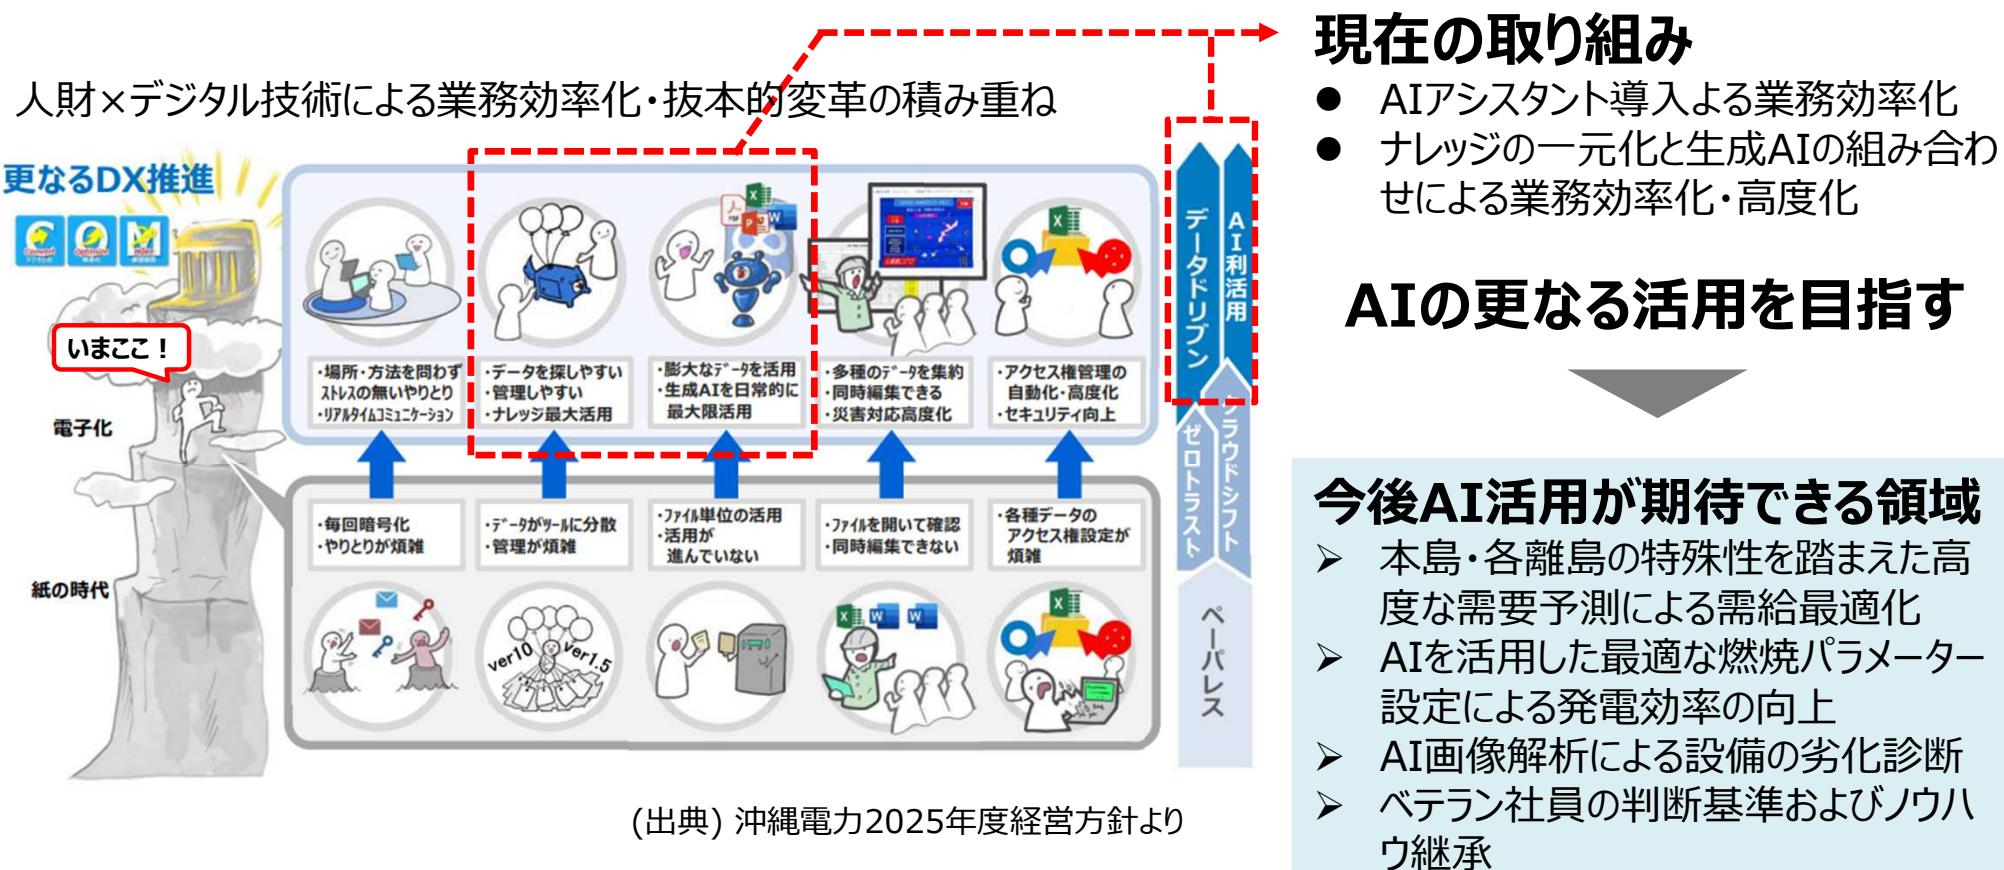 人財×デジタル技術による業務効率化・抜本的変革の積み重ね
更なるDX推進
いまここ！
電子化
紙の時代
・場所・方法を問わず
ストレスの無いやりとり
・リアルタイムコミュニケーション
・データを探しやすい
・管理しやすい
・ナレッジ最大活用
・膨大なデータを活用
・生成AIを日常的に
最大限活用
・多種のデータを集約
・同時編集できる
・災害対応高度化
・アクセス権管理の
自動化・高度化
・セキュリティ向上
・毎回暗号化
・やりとりが煩雑
・データがツールに分散
・管理が煩雑
・ファイル単位の活用
・活用が
進んでいない
・ファイルを開いて確認
・同時編集できない
・各種データの
アクセス権設定が
煩雑
ver10
ver1.5
データドリブン
AI利活用
ゼロトラスト
クラウドシフト
ペーパレス
(出典) 沖縄電力2025年度経営方針より
現在の取り組み
● AIアシスタント導入よる業務効率化
● ナレッジの一元化と生成AIの組み合わ
せによる業務効率化・高度化
AIの更なる活用を目指す
今後AI活用が期待できる領域
➢ 本島・各離島の特殊性を踏まえた高
度な需要予測による需給最適化
➢ AIを活用した最適な燃焼パラメーター
設定による発電効率の向上
➢ AI画像解析による設備の劣化診断
➢ ベテラン社員の判断基準およびノウハ
ウ継承